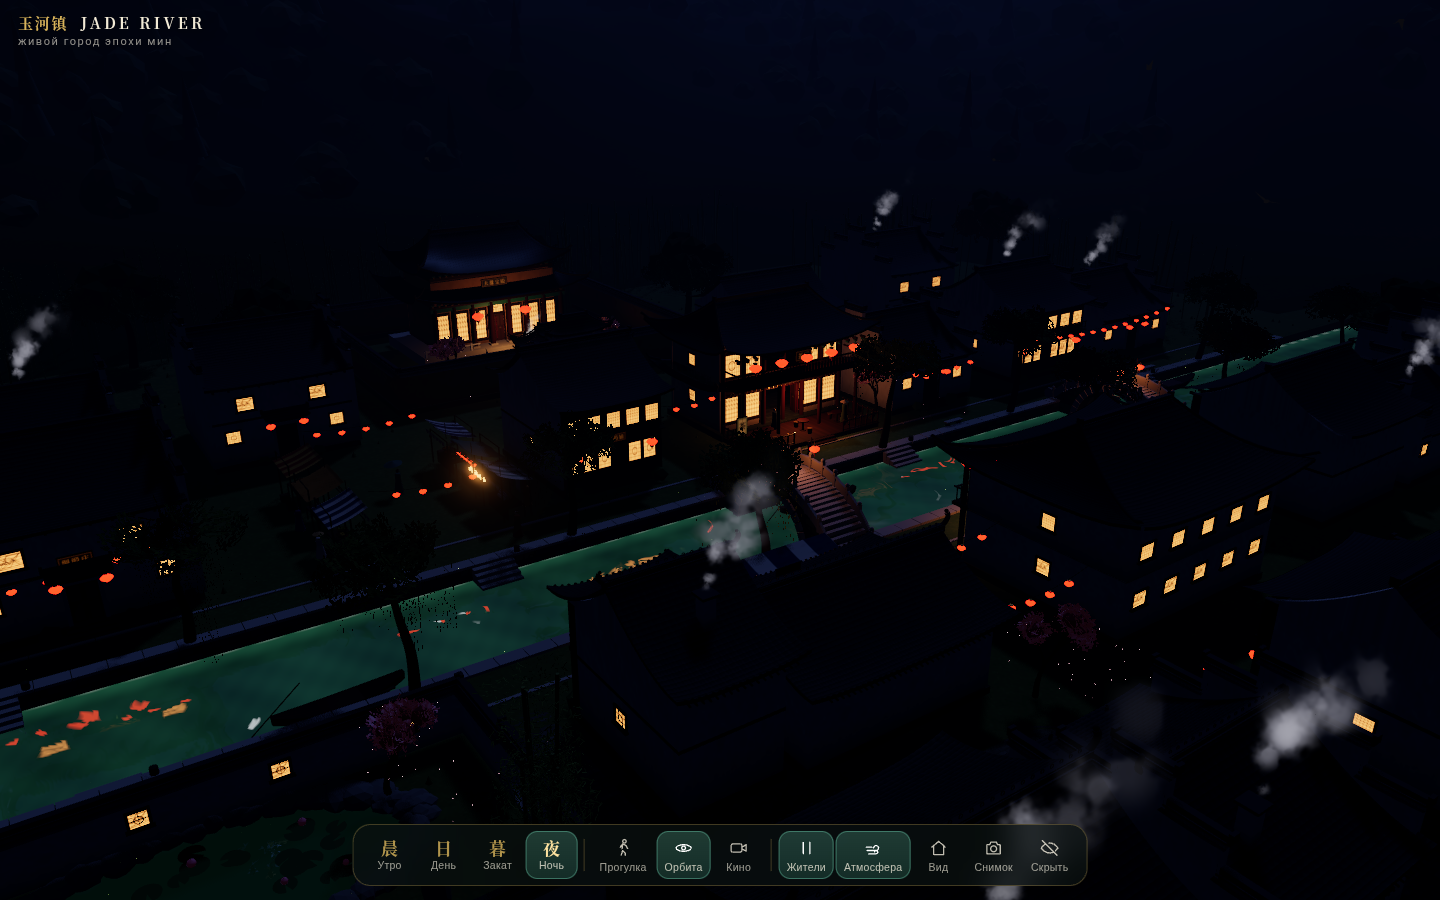 玉河镇 JADE RIVER
живой город эпохи мин
晨 日 暮 夜
Утро День Закат Ночь Прогулка Орбита Кино Жители Атмосфера Вид Снимок Скрыть